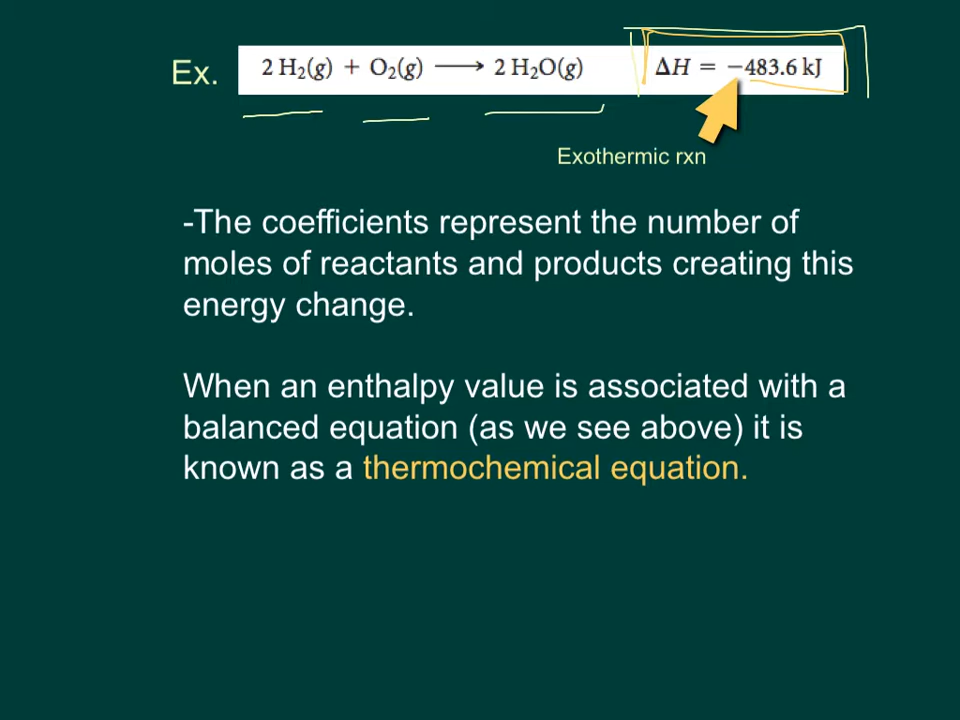 Ex. 2 H₂(g) + O₂(g) ⟶ 2 H₂O(g) ΔH = −483.6 kJ
Exothermic rxn
-The coefficients represent the number of
moles of reactants and products creating this
energy change.
When an enthalpy value is associated with a
balanced equation (as we see above) it is
known as a thermochemical equation.